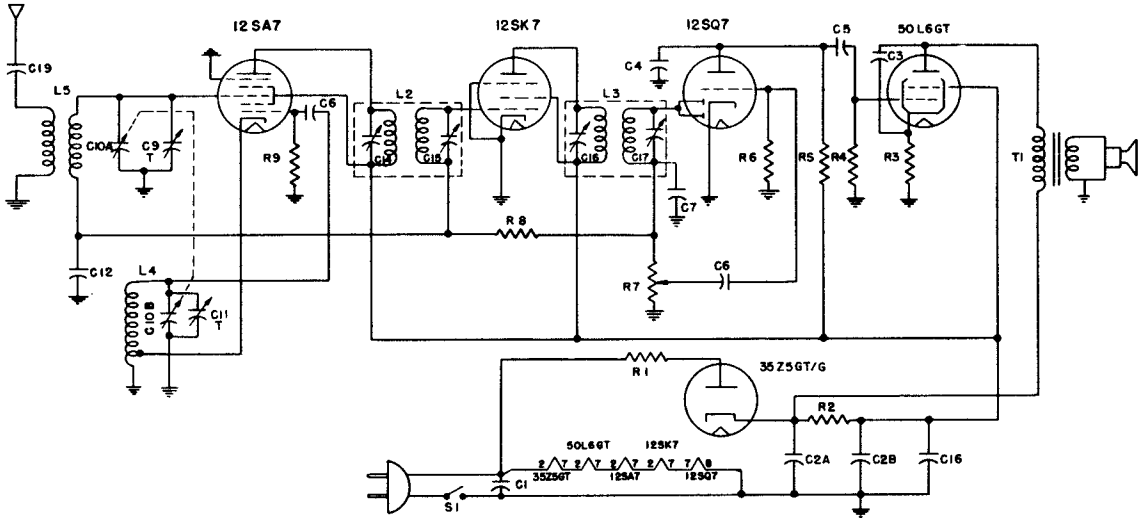 12SA7
12SK7
12SQ7
50L6GT
C19
L5
C10A
C9
T
R9
C6
L2
C14
C15
L3
C16
C17
C4
C7
R6
C5
R5
R4
C3
R3
T1
R8
C12
L4
C10B
C11
T
R7
C6
R1
35Z5GT/G
R2
C2A
C2B
C16
50L6GT
12SK7
2 7 2 7 2 7 2 7 7 8
35Z5GT
12SA7
12SQ7
C1
S1